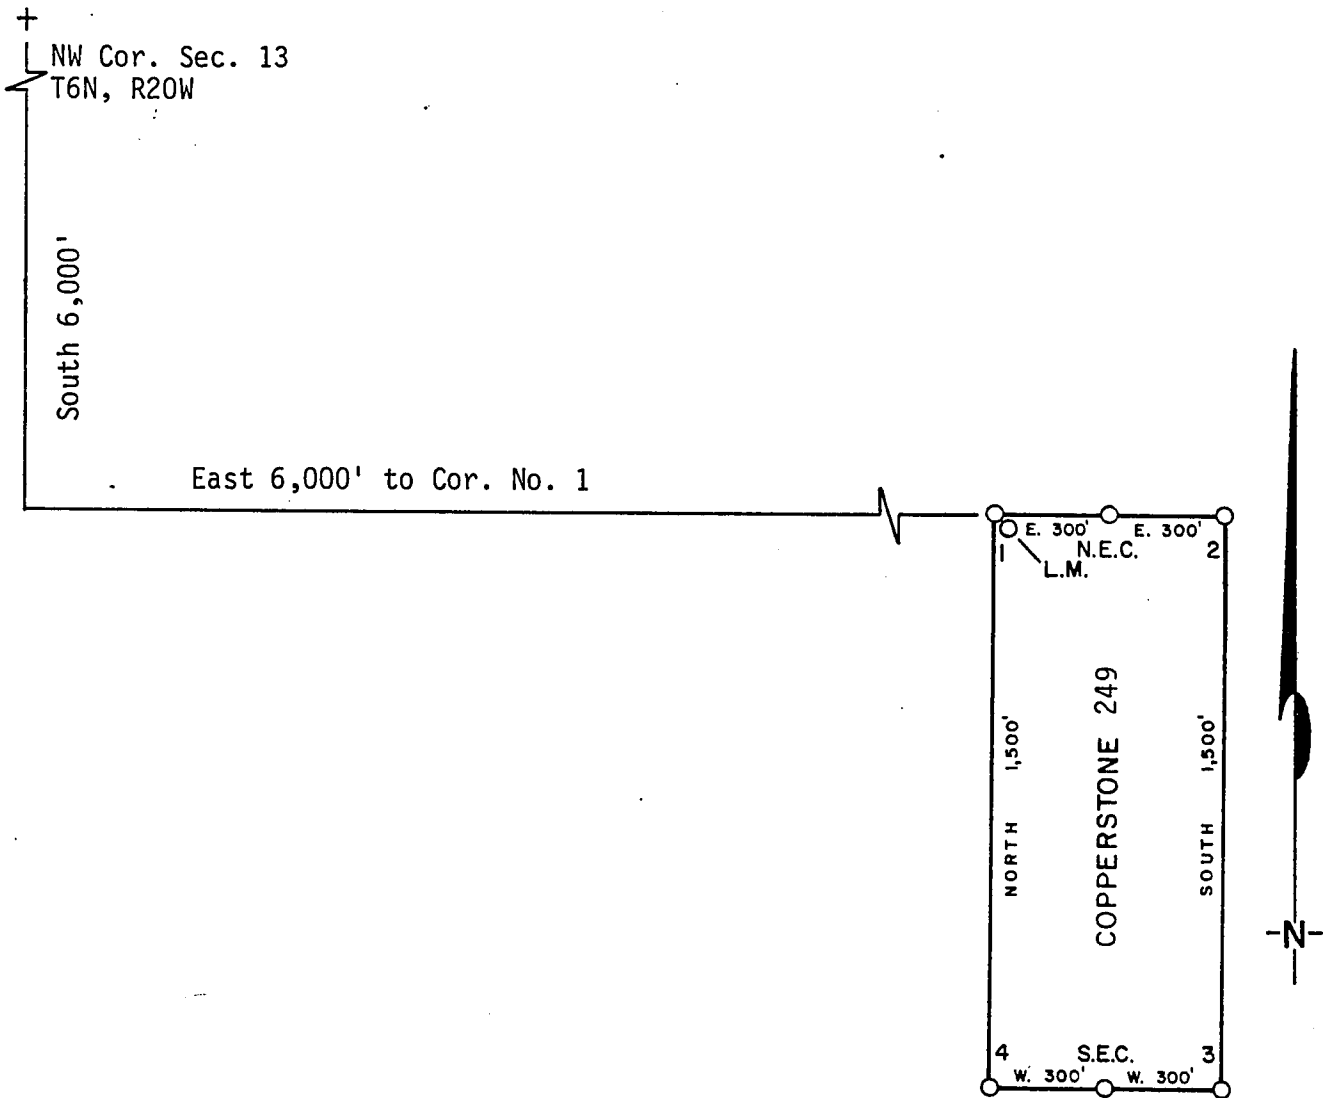 NW Cor. Sec. 13
T6N, R20W
South 6,000'
East 6,000' to Cor. No. 1
E. 300' E. 300'
1 N.E.C. 2
L.M.
NORTH 1,500'
COPPERSTONE 249
SOUTH 1,500'
-N-
4 S.E.C. 3
W. 300' W. 300'